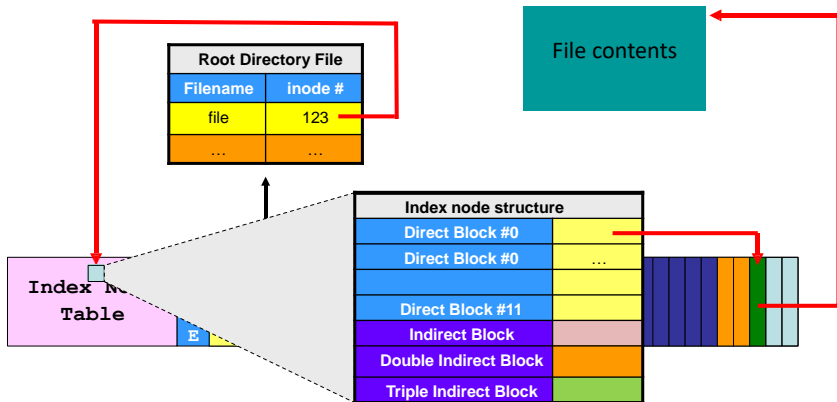 File contents
Root Directory File
Filename inode #
file 123
... ...
Index node structure
Direct Block #0
Direct Block #0 ...
Direct Block #11
Indirect Block
Double Indirect Block
Triple Indirect Block
Index
Table
E